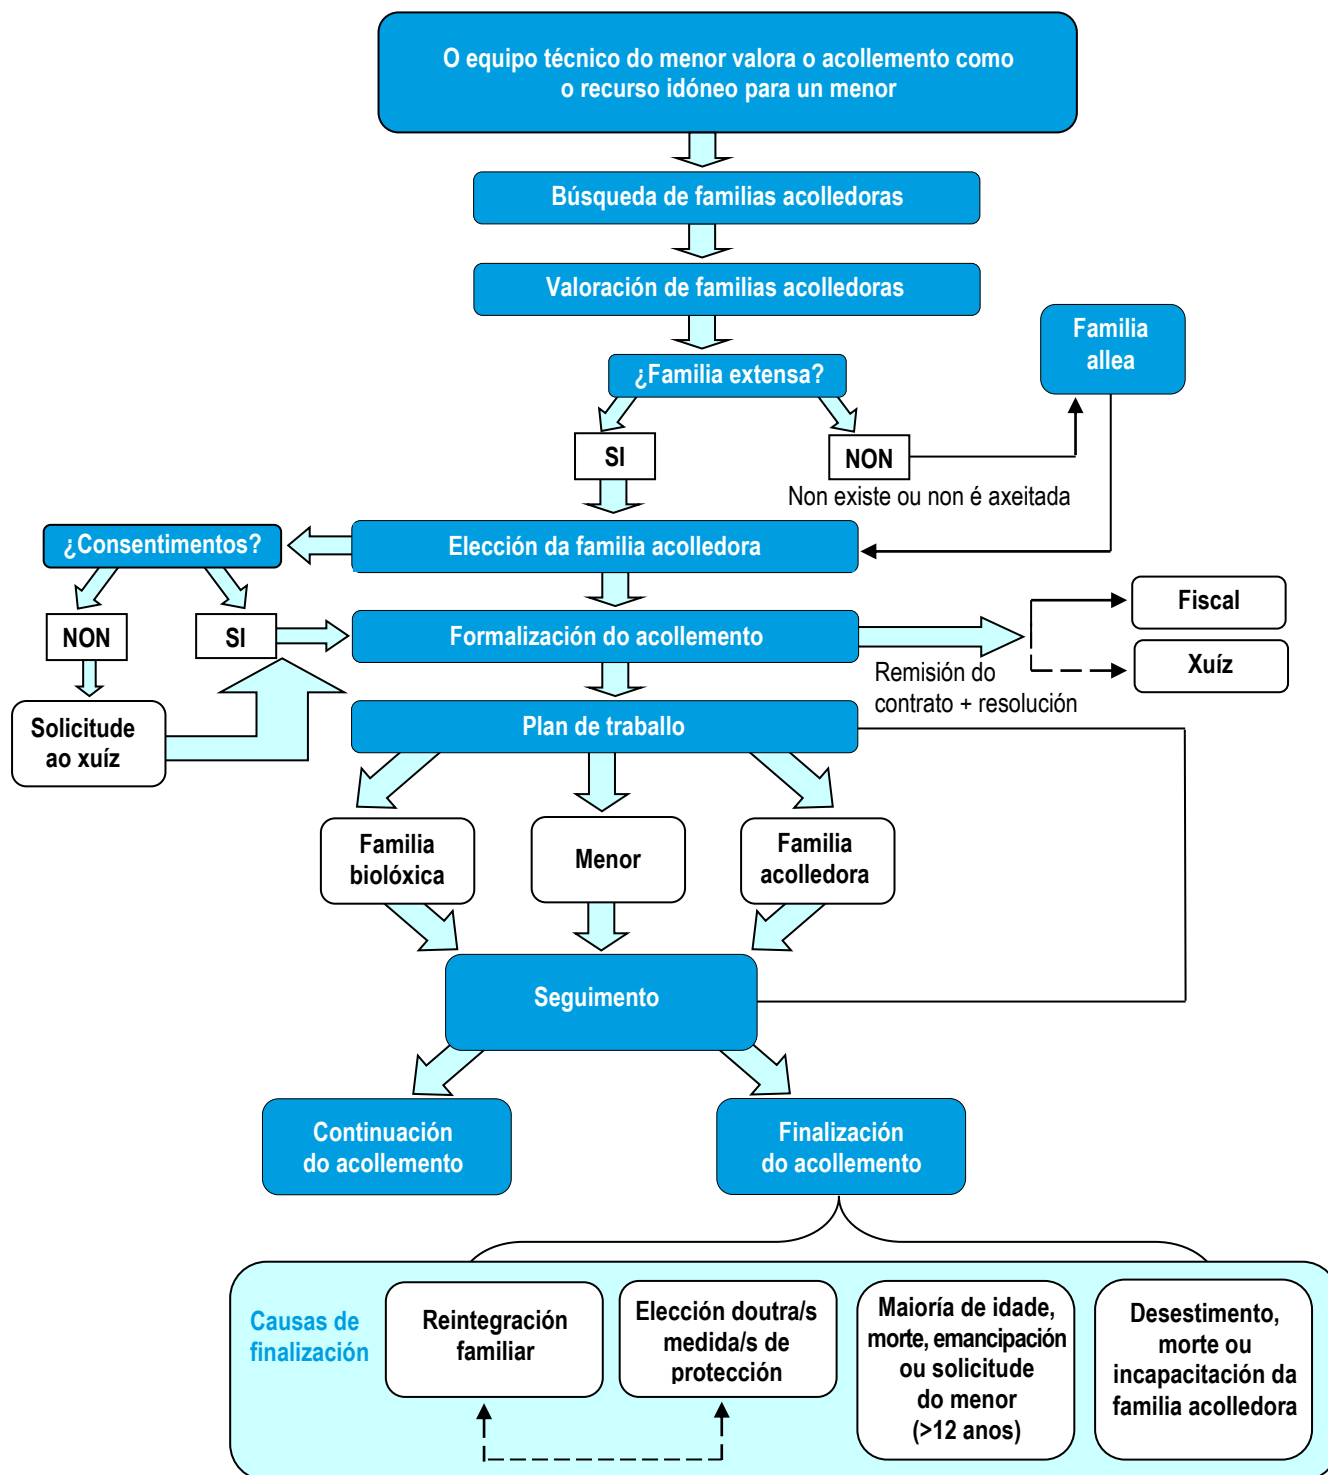 O equipo técnico do menor valora o acollemento como
o recurso idóneo para un menor
Búsqueda de familias acolledoras
Valoración de familias acolledoras
Familia
allea
¿Familia extensa?
SI
NON
Non existe ou non é axeitada
¿Consentimentos?
Elección da familia acolledora
NON
SI
Formalización do acollemento
Fiscal
Xuíz
Remisión do
contrato + resolución
Solicitude
ao xuíz
Plan de traballo
Familia
biolóxica
Menor
Familia
acolledora
Seguimento
Continuación
do acollemento
Finalización
do acollemento
Causas de
finalización
Reintegración
familiar
Elección doutra/s
medida/s de
protección
Maioría de idade,
morte, emancipación
ou solicitude
do menor
(>12 anos)
Desestimento,
morte ou
incapacitación da
familia acolledora